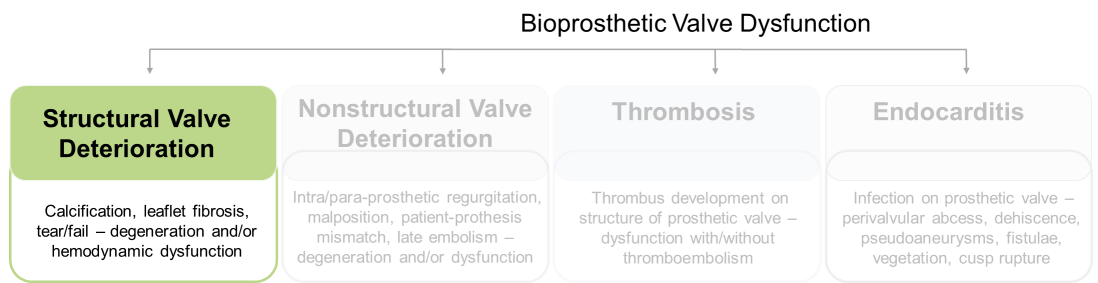 Bioprosthetic Valve Dysfunction
Structural Valve
Deterioration
Calcification, leaflet fibrosis,
tear/fail – degeneration and/or
hemodynamic dysfunction
Nonstructural Valve
Deterioration
Intra/para-prosthetic regurgitation,
malposition, patient-prothesis
mismatch, late embolism –
degeneration and/or dysfunction
Thrombosis
Thrombus development on
structure of prosthetic valve –
dysfunction with/without
thromboembolism
Endocarditis
Infection on prosthetic valve –
perivalvular abcess, dehiscence,
pseudoaneurysms, fistulae,
vegetation, cusp rupture